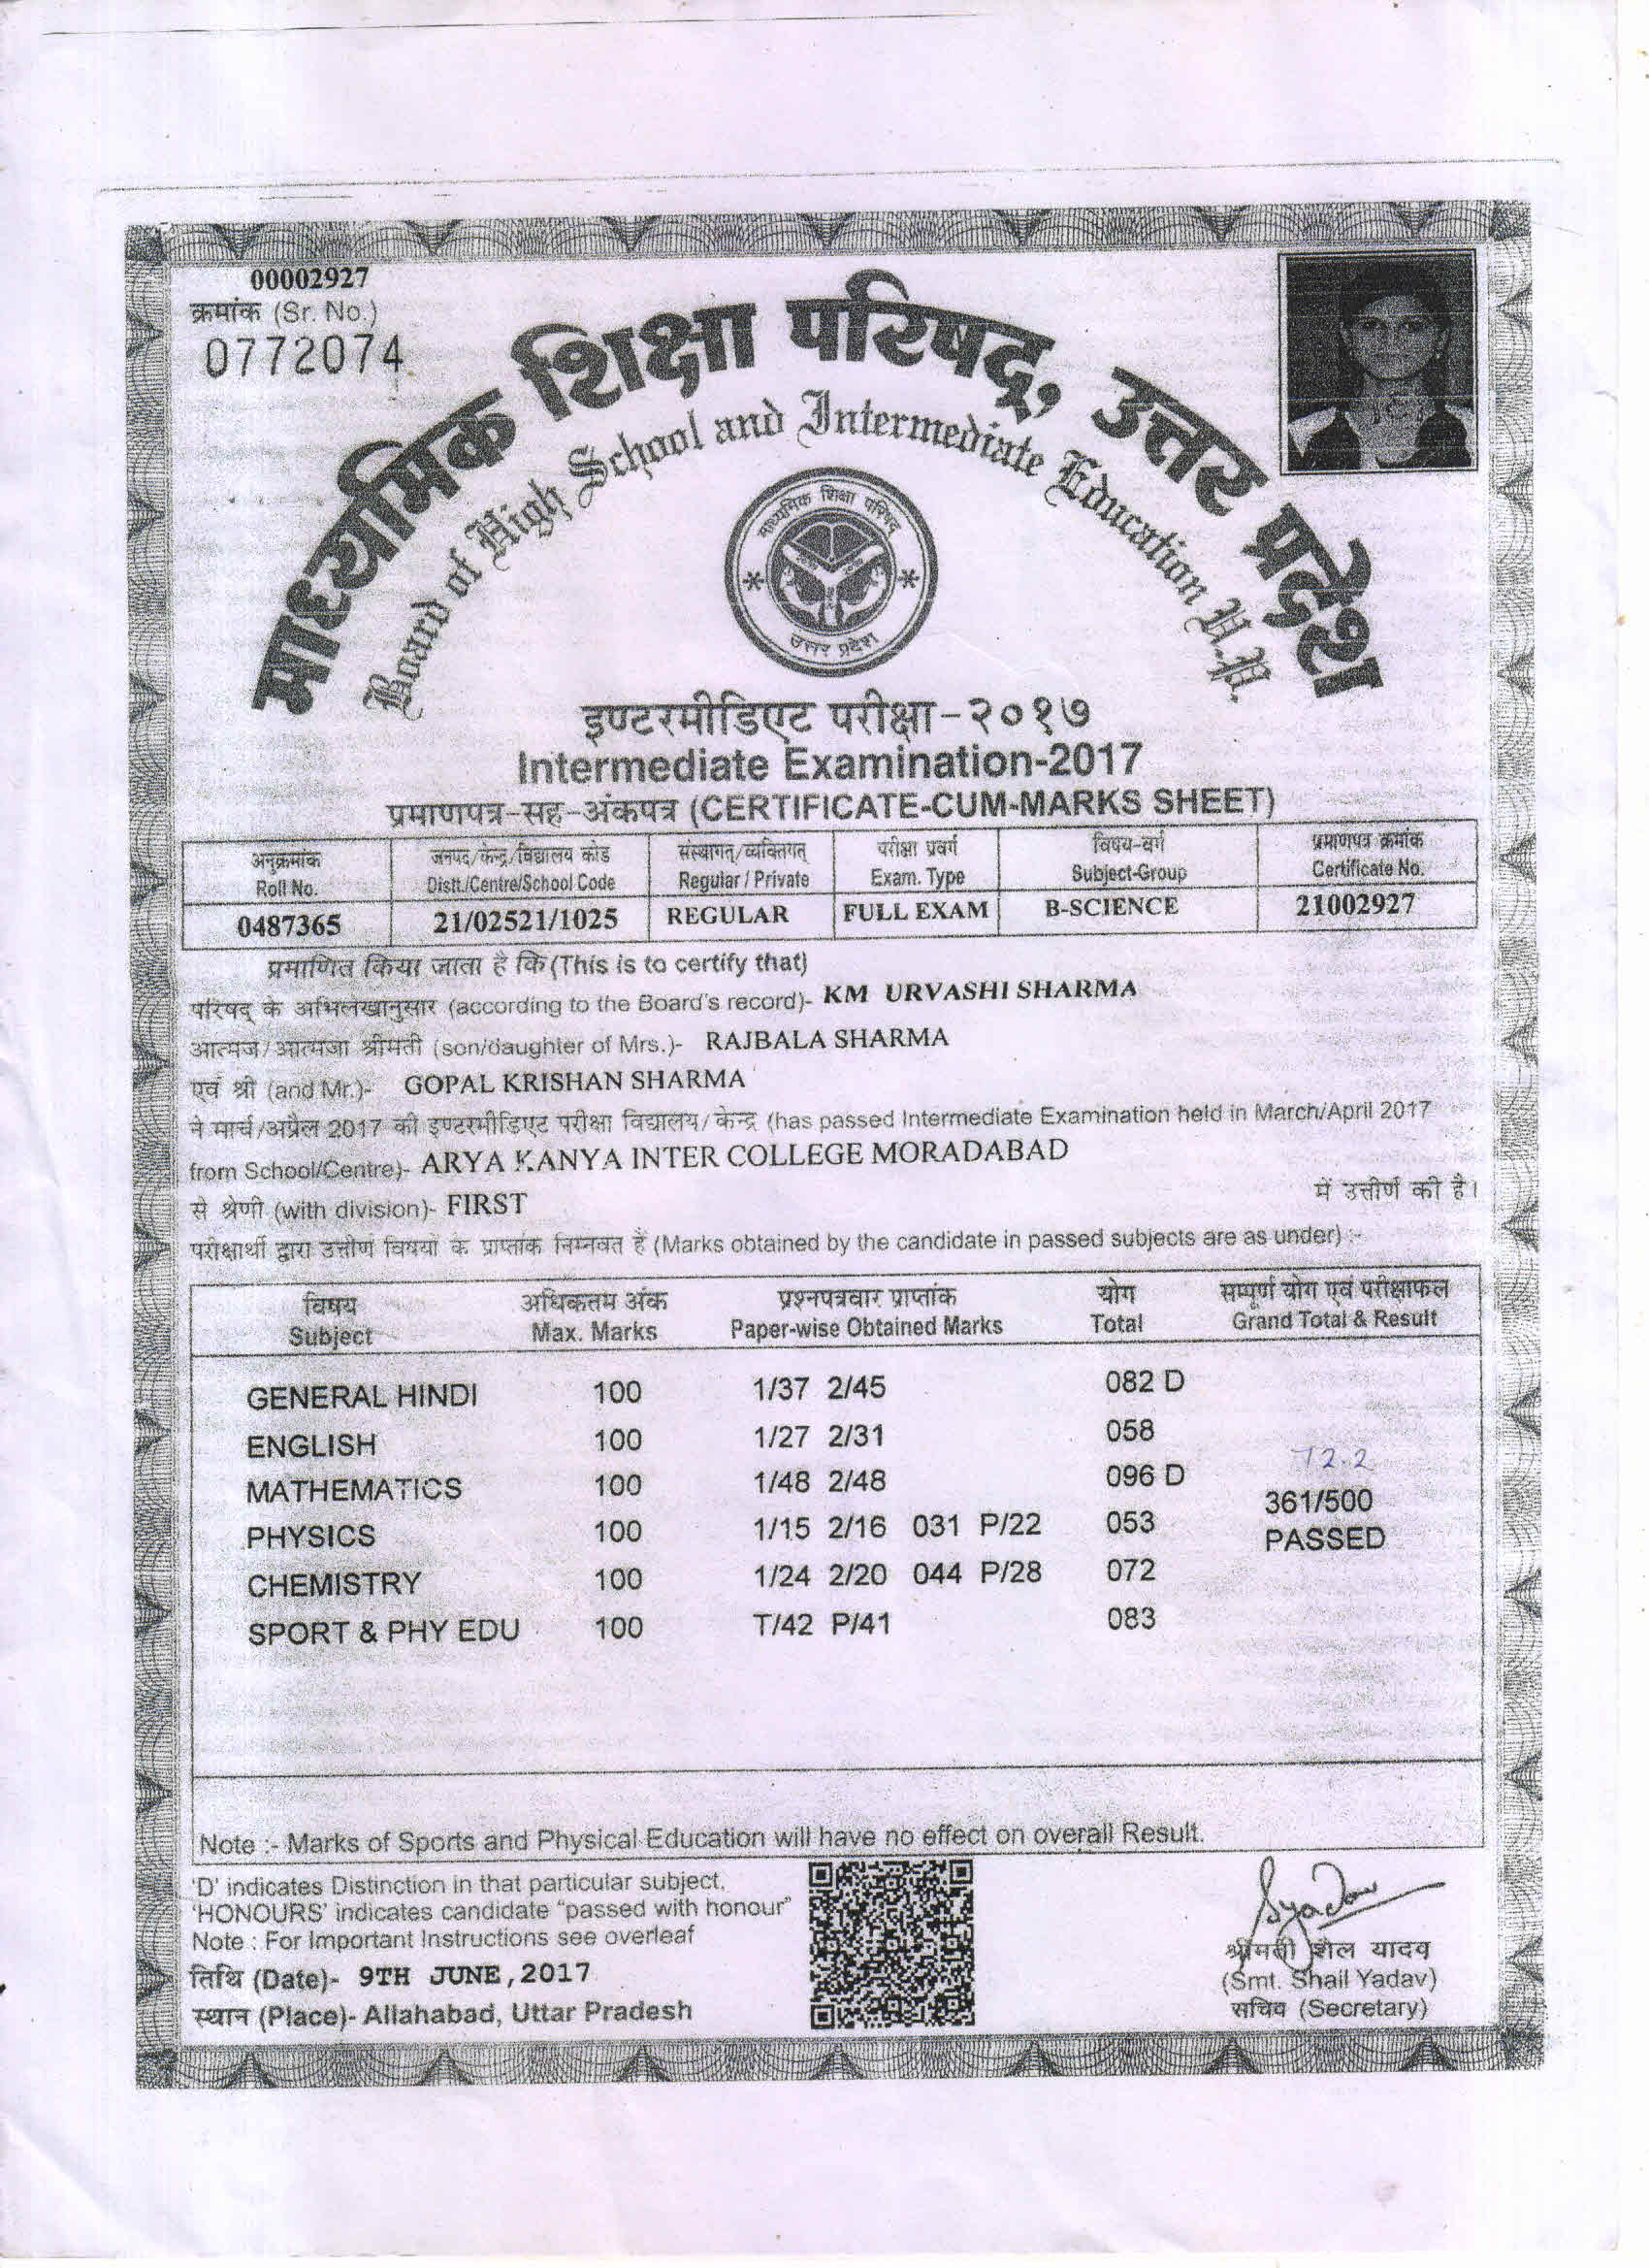 00002927
क्रमांक (Sr. No.)
0772074
माध्यमिक शिक्षा परिषद्, उत्तर प्रदेश
Board of High School and Intermediate Education U.P.
माध्यमिक शिक्षा परिषद्
उत्तर प्रदेश
इण्टरमीडिएट परीक्षा-२०१७
Intermediate Examination-2017
प्रमाणपत्र-सह-अंकपत्र (CERTIFICATE-CUM-MARKS SHEET)
अनुक्रमांक जनपद/केन्द्र/विद्यालय कोड संस्थागत/व्यक्तिगत परीक्षा प्रवर्ग विषय-वर्ग प्रमाणपत्र क्रमांक
Roll No. Distt./Centre/School Code Regular / Private Exam. Type Subject-Group Certificate No.
0487365 21/02521/1025 REGULAR FULL EXAM B-SCIENCE 21002927
प्रमाणित किया जाता है कि (This is to certify that)
परिषद् के अभिलेखानुसार (according to the Board's record)- KM URVASHI SHARMA
आत्मज/आत्मजा श्रीमती (son/daughter of Mrs.)- RAJBALA SHARMA
एवं श्री (and Mr.)- GOPAL KRISHAN SHARMA
ने मार्च/अप्रैल 2017 की इण्टरमीडिएट परीक्षा विद्यालय/केन्द्र (has passed Intermediate Examination held in March/April 2017
from School/Centre)- ARYA KANYA INTER COLLEGE MORADABAD
से श्रेणी (with division)- FIRST में उत्तीर्ण की है।
परीक्षार्थी द्वारा उत्तीर्ण विषयों के प्राप्तांक निम्नवत हैं (Marks obtained by the candidate in passed subjects are as under) :-
विषय अधिकतम अंक प्रश्नपत्रवार प्राप्तांक योग सम्पूर्ण योग एवं परीक्षाफल
Subject Max. Marks Paper-wise Obtained Marks Total Grand Total & Result
GENERAL HINDI 100 1/37 2/45 082 D
ENGLISH 100 1/27 2/31 058
72.2
MATHEMATICS 100 1/48 2/48 096 D
361/500
PHYSICS 100 1/15 2/16 031 P/22 053
PASSED
CHEMISTRY 100 1/24 2/20 044 P/28 072
SPORT & PHY EDU 100 T/42 P/41 083
Note :- Marks of Sports and Physical Education will have no effect on overall Result.
'D' indicates Distinction in that particular subject.
'HONOURS' indicates candidate "passed with honour"
Note : For Important Instructions see overleaf
तिथि (Date)- 9TH JUNE, 2017
स्थान (Place)- Allahabad, Uttar Pradesh
Syadav
श्रीमती शैल यादव
(Smt. Shail Yadav)
सचिव (Secretary)